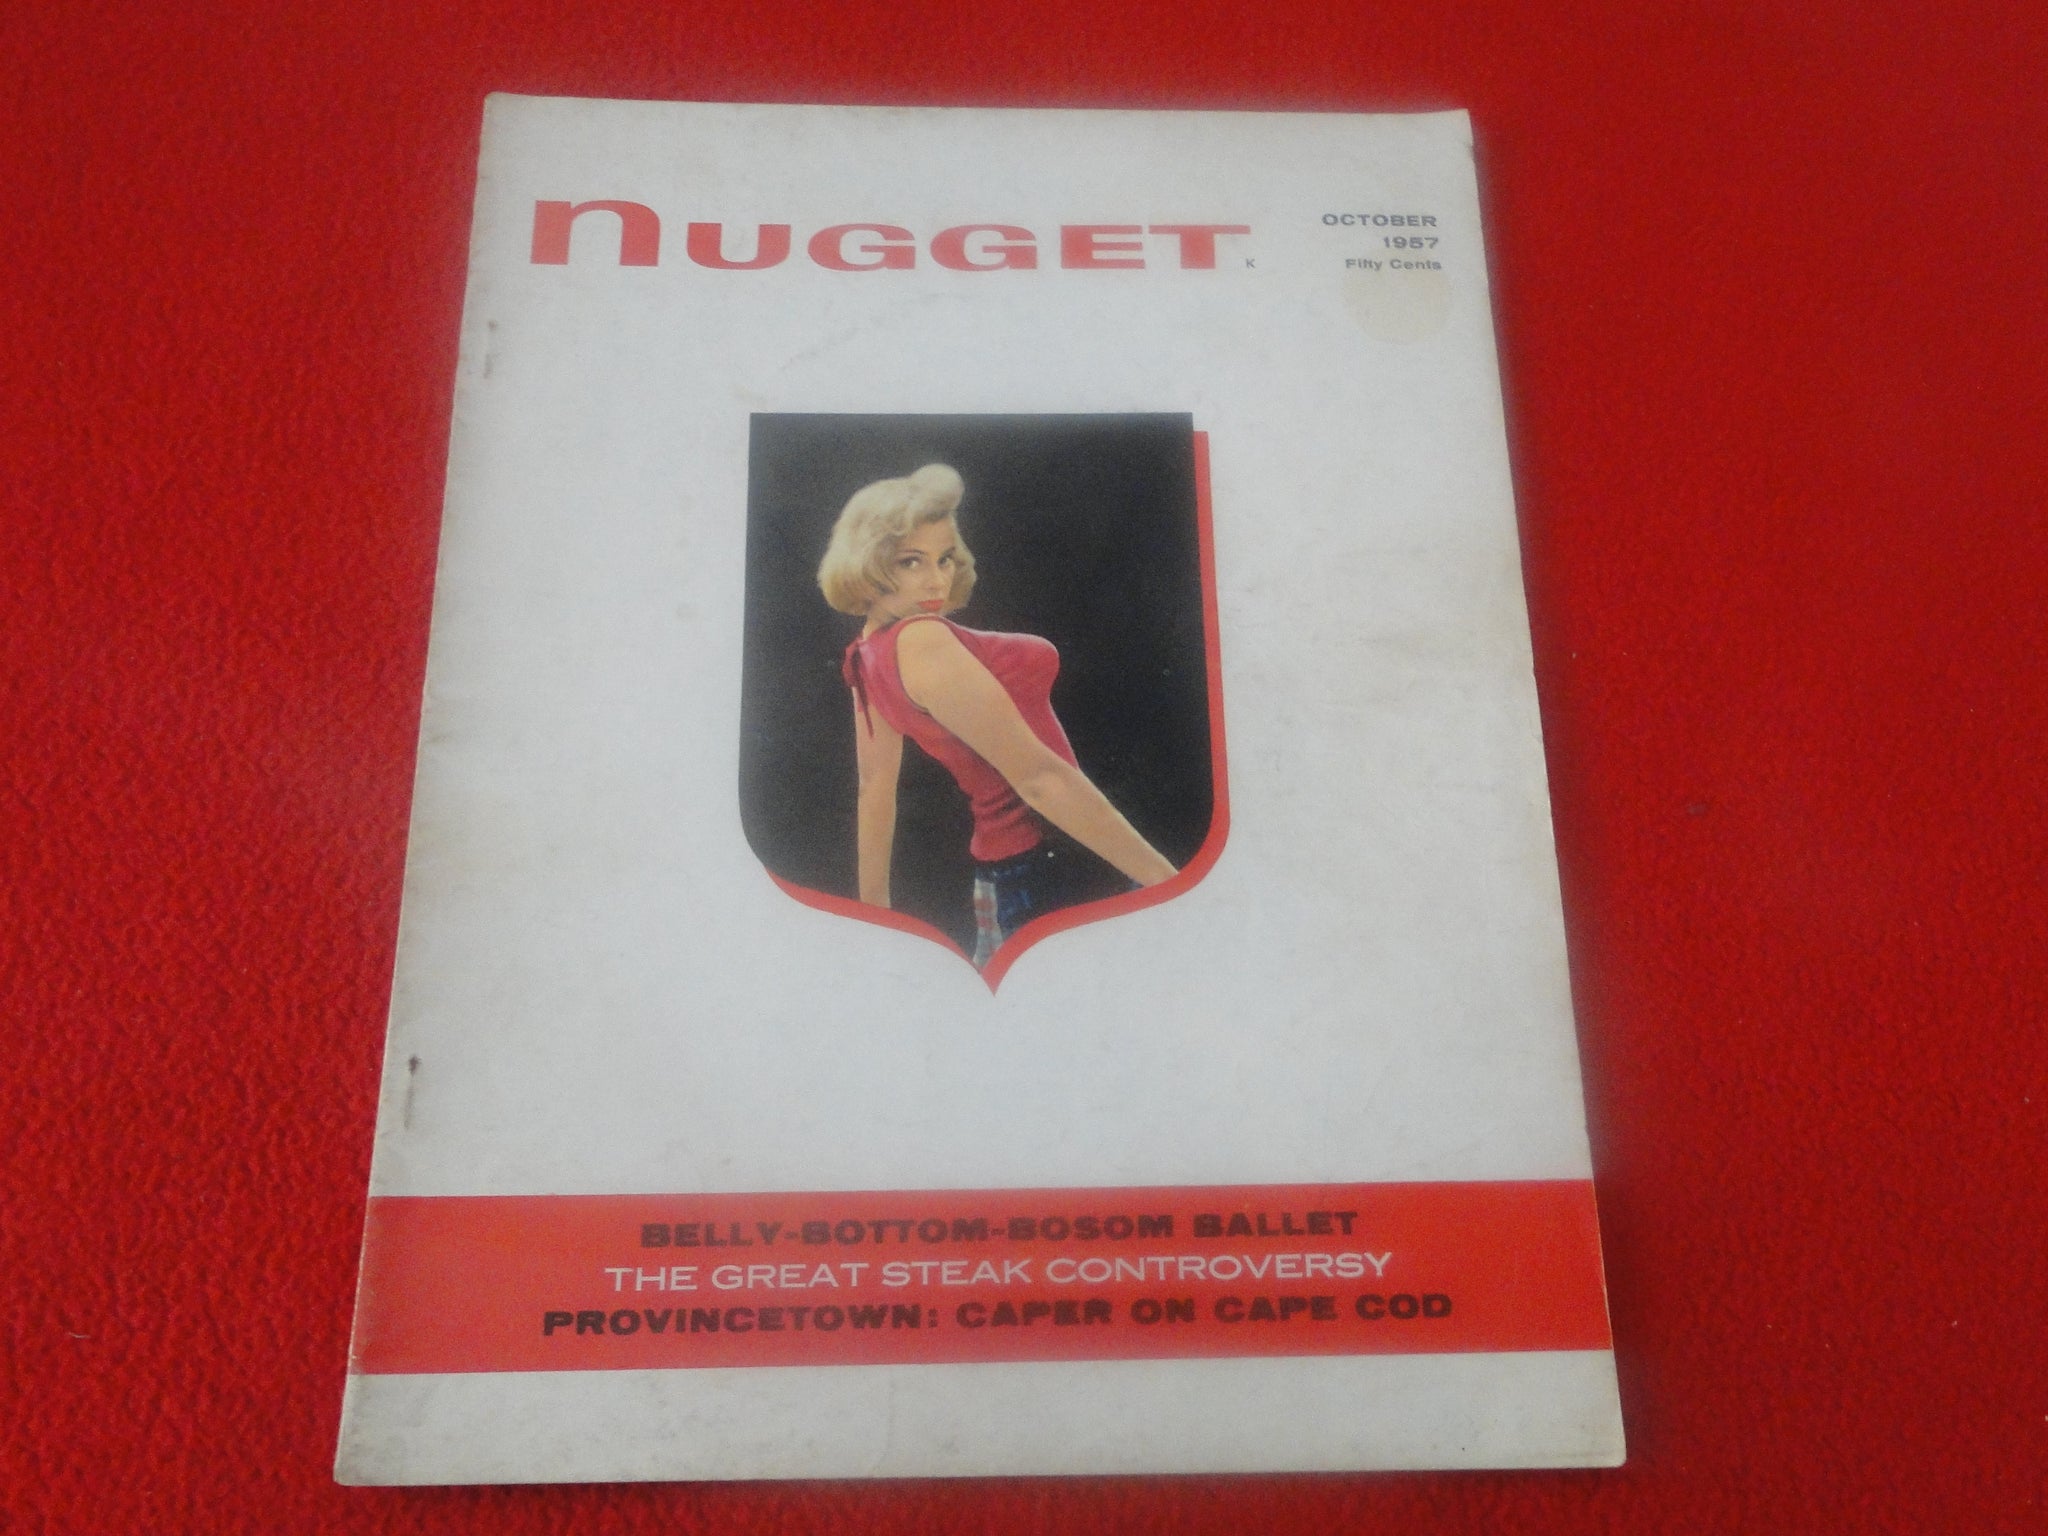 nUGGET
K
OCTOBER
1957
Fifty Cents
BELLY-BOTTOM-BOSOM BALLET
THE GREAT STEAK CONTROVERSY
PROVINCETOWN: CAPER ON CAPE COD